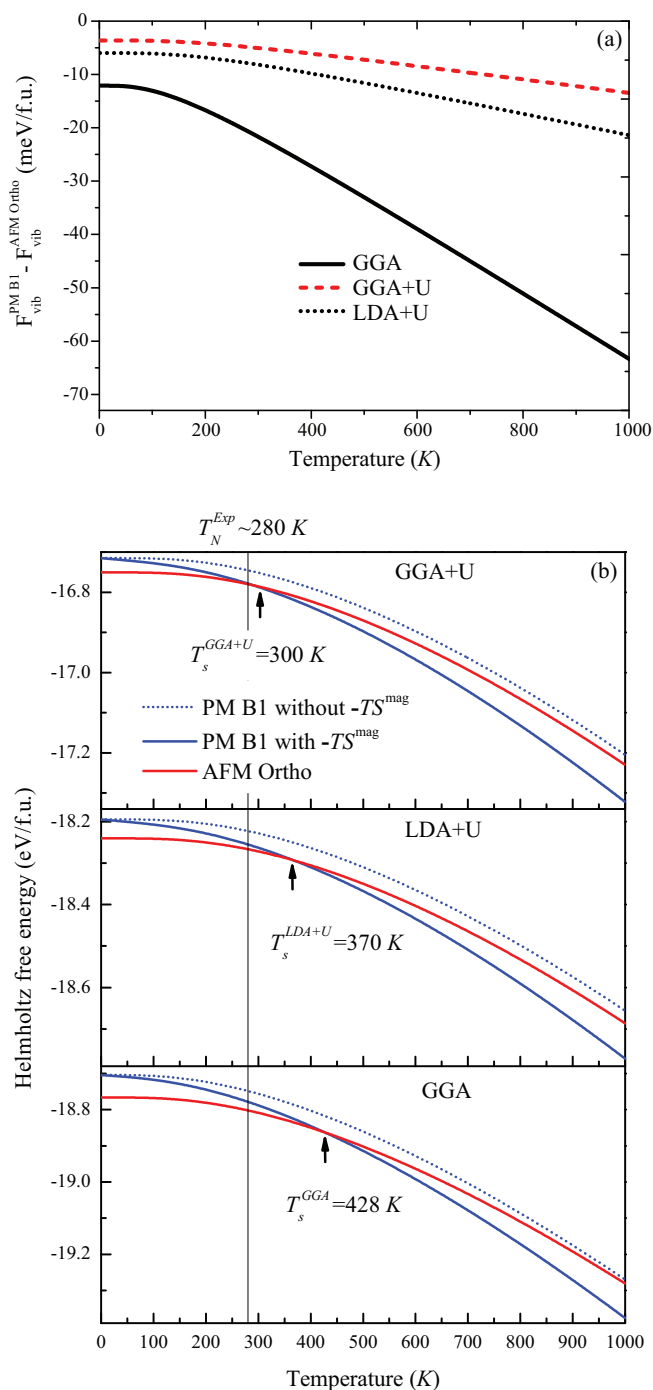 (a)
0
-10
-20
-30
-40
-50
-60
-70
F_vib^PM B1 - F_vib^AFM Ortho (meV/f.u.)
GGA
GGA+U
LDA+U
0 200 400 600 800 1000
Temperature (K)
T_N^Exp ~280 K
(b)
GGA+U
-16.8
-17.0
-17.2
T_s^GGA+U =300 K
PM B1 without -TS^mag
PM B1 with -TS^mag
AFM Ortho
Helmholtz free energy (eV/f.u.)
LDA+U
-18.2
-18.4
-18.6
T_s^LDA+U =370 K
GGA
-18.8
-19.0
-19.2
T_s^GGA =428 K
0 100 200 300 400 500 600 700 800 900 1000
Temperature (K)